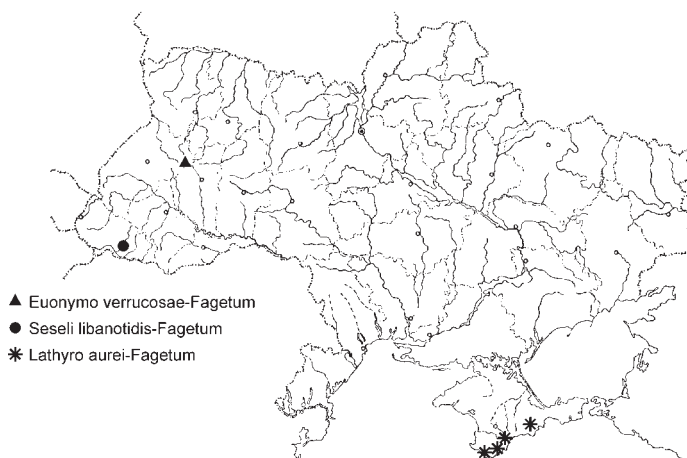 Euonymo verrucosae-Fagetum
Seseli libanotidis-Fagetum
Lathyro aurei-Fagetum